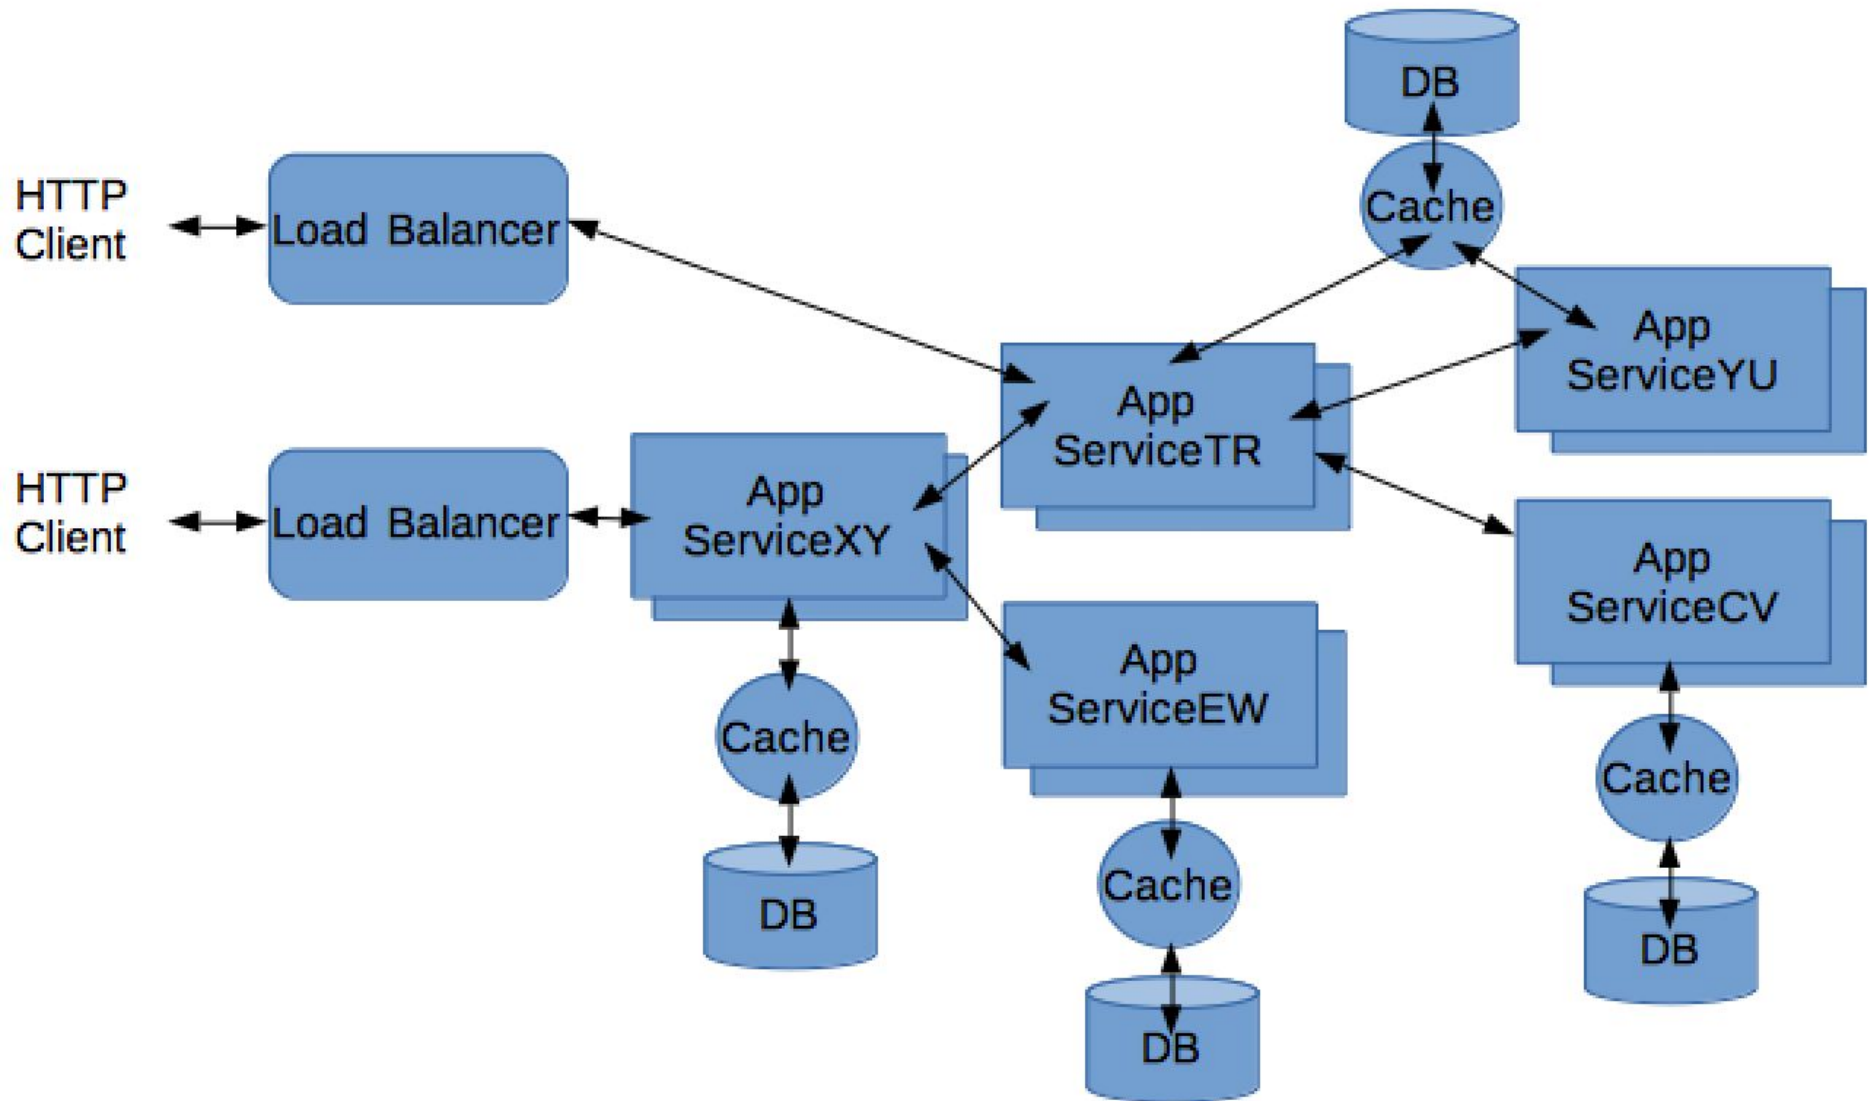 DB
Cache
HTTP
Client
Load Balancer
App
ServiceYU
App
ServiceTR
HTTP
Client
Load Balancer
App
ServiceXY
App
ServiceCV
App
ServiceEW
Cache
Cache
Cache
DB
DB
DB